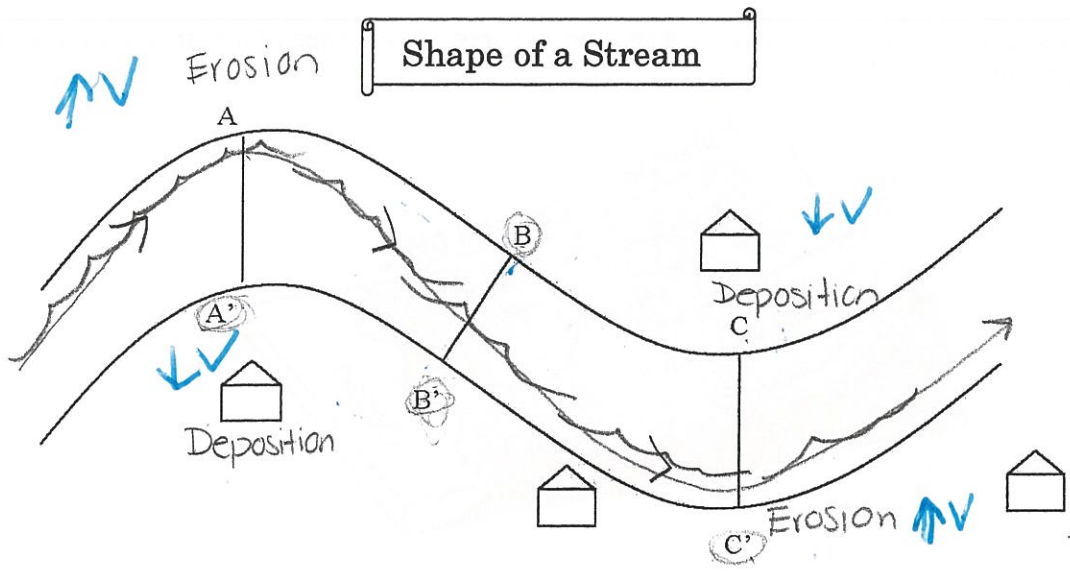 Shape of a Stream
Erosion
↑V
A
B
↓V
Deposition
C
A'
↓V
B'
Deposition
Erosion ↑V
C'